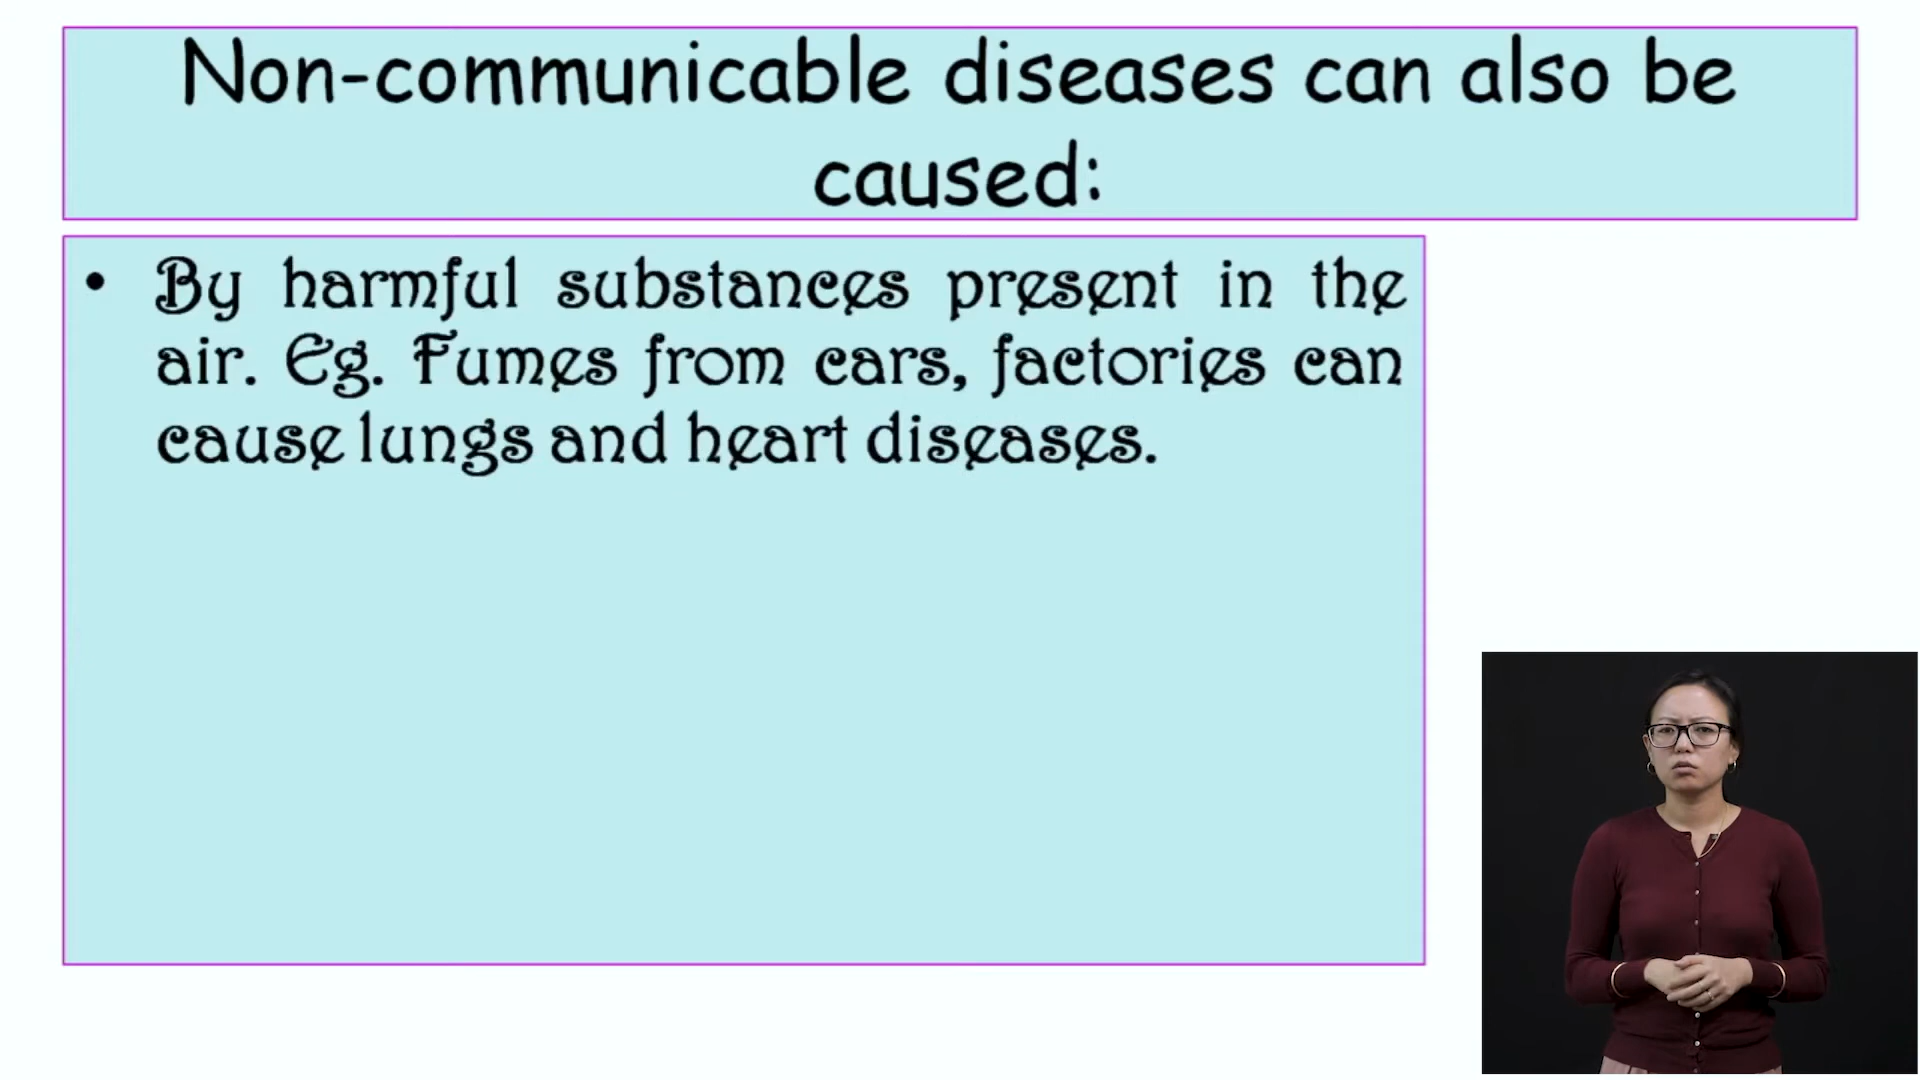 Non-communicable diseases can also be
caused:
• By harmful substances present in the
air. Eg. Fumes from cars, factories can
cause lungs and heart diseases.